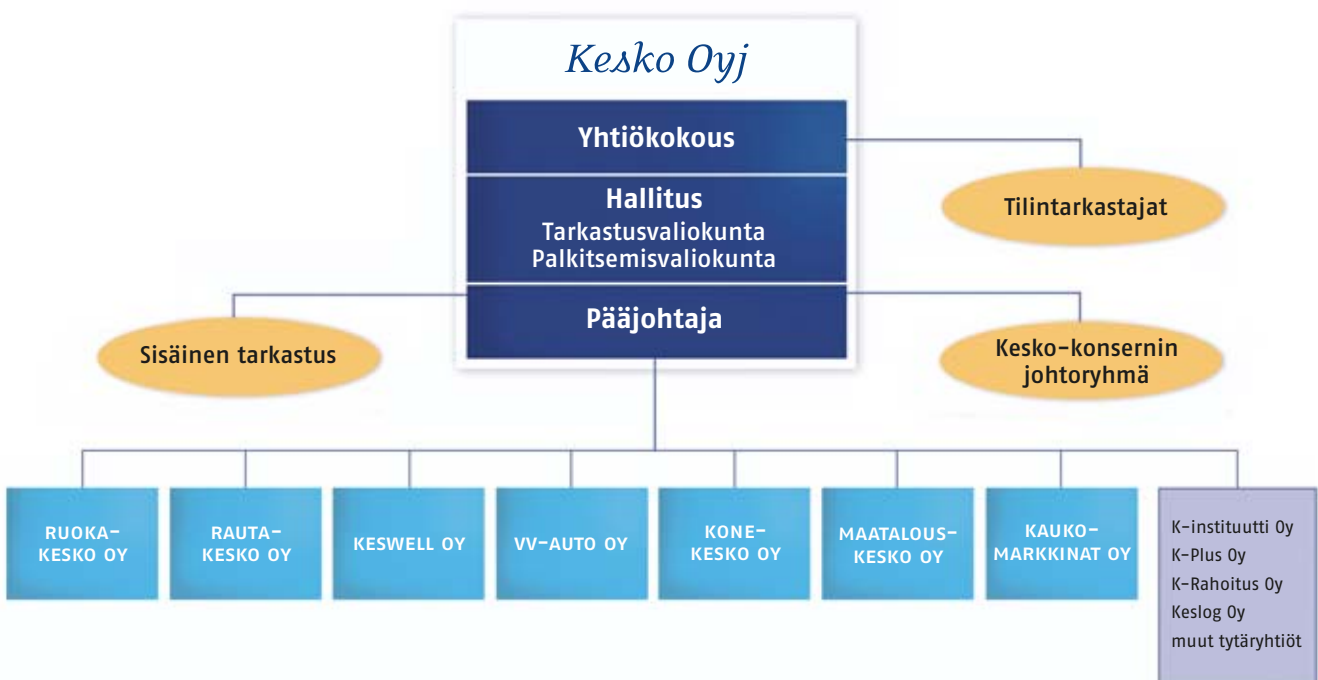 Kesko Oyj
Yhtiökokous
Hallitus
Tarkastusvaliokunta
Palkitsemisvaliokunta
Pääjohtaja
Tilintarkastajat
Sisäinen tarkastus
Kesko-konsernin
johtoryhmä
RUOKA-
KESKO OY
RAUTA-
KESKO OY
KESWELL OY
VV-AUTO OY
KONE-
KESKO OY
MAATALOUS-
KESKO OY
KAUKO-
MARKKINAT OY
K-instituutti Oy
K-Plus Oy
K-Rahoitus Oy
Keslog Oy
muut tytäryhtiöt